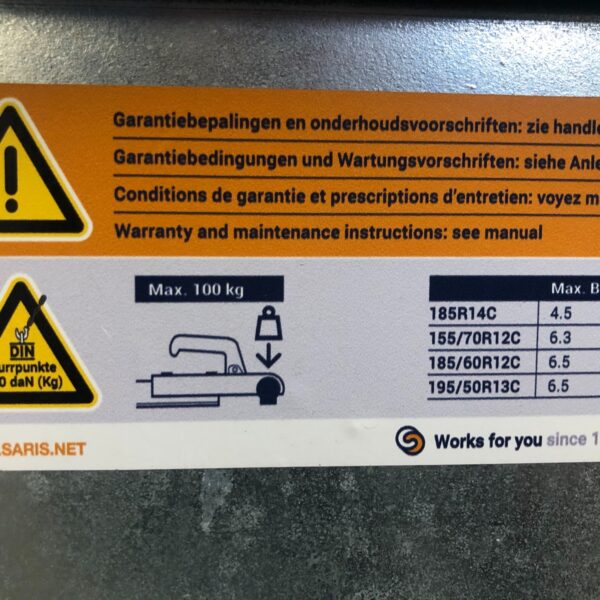 Garantiebepalingen en onderhoudsvoorschriften: zie handle
Garantiebedingungen und Wartungsvorschriften: siehe Anle
Conditions de garantie et prescriptions d'entretien: voyez m
Warranty and maintenance instructions: see manual
DIN
urrpunkte
0 daN (Kg)
Max. 100 kg
Max. B
185R14C 4.5
155/70R12C 6.3
185/60R12C 6.5
195/50R13C 6.5
.SARIS.NET
Works for you since 1